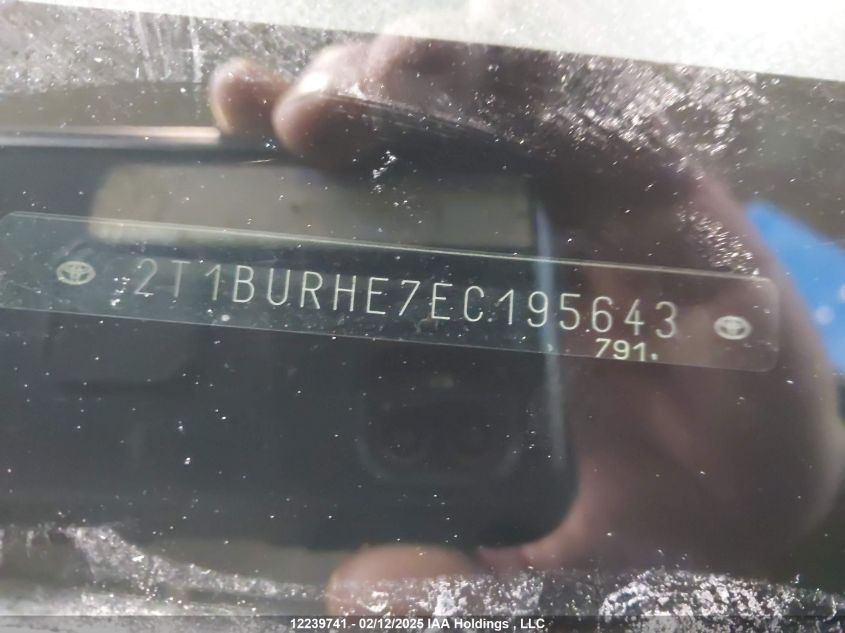 2T1BURHE7EC195643
791
12239741 - 02/12/2025 IAA Holdings , LLC